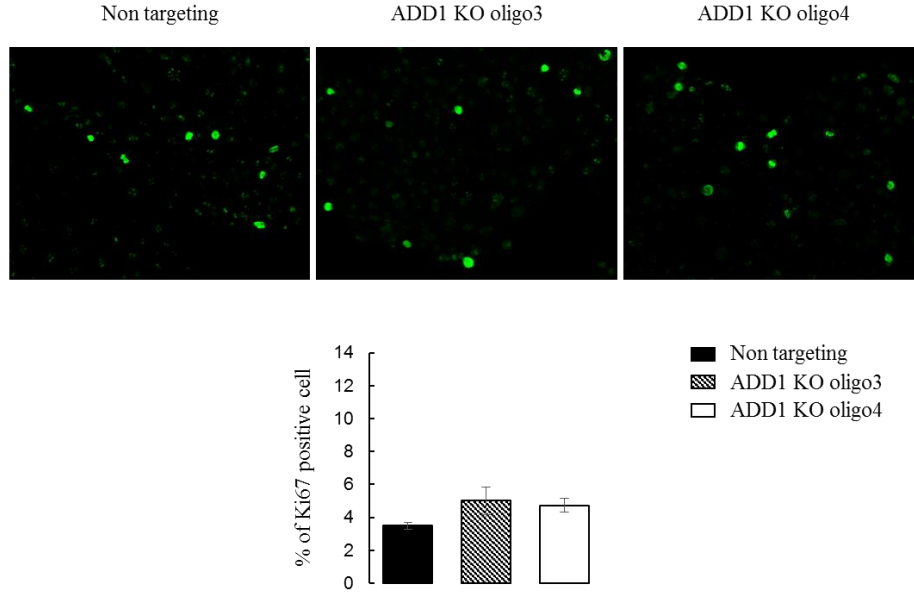 Non targeting
ADD1 KO oligo3
ADD1 KO oligo4
% of Ki67 positive cell
14
12
10
8
6
4
2
0
Non targeting
ADD1 KO oligo3
ADD1 KO oligo4